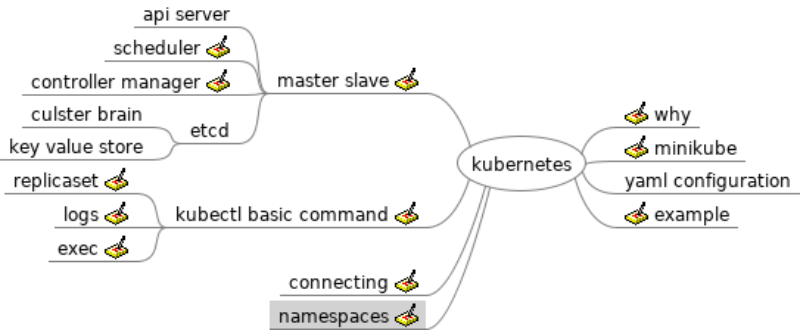 api server
scheduler
controller manager
master slave
culster brain
etcd
key value store
replicaset
logs
kubectl basic command
exec
connecting
namespaces
kubernetes
why
minikube
yaml configuration
example